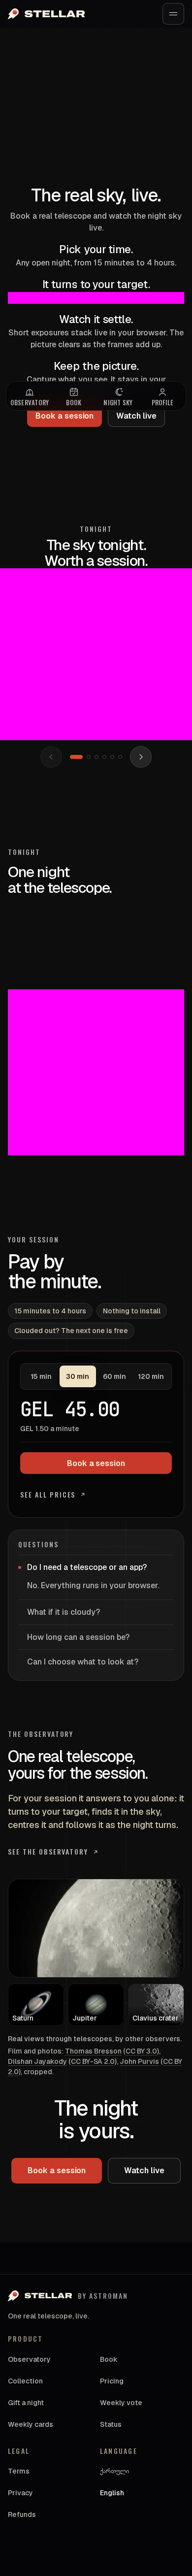 STELLAR
The real sky, live.
Book a real telescope and watch the night sky
live.
Pick your time.
Any open night, from 15 minutes to 4 hours.
It turns to your target.
Watch it settle.
Short exposures stack live in your browser. The
picture clears as the frames add up.
Keep the picture.
Capture what you see. It stays in your
OBSERVATORY
BOOK
NIGHT SKY
PROFILE
Book a session
Watch live
TONIGHT
The sky tonight.
Worth a session.
TONIGHT
One night
at the telescope.
YOUR SESSION
Pay by
the minute.
15 minutes to 4 hours
Nothing to install
Clouded out? The next one is free
15 min
30 min
60 min
120 min
GEL 45.00
GEL 1.50 a minute
Book a session
SEE ALL PRICES ↗
QUESTIONS
Do I need a telescope or an app?
No. Everything runs in your browser.
What if it is cloudy?
How long can a session be?
Can I choose what to look at?
THE OBSERVATORY
One real telescope,
yours for the session.
For your session it answers to you alone: it
turns to your target, finds it in the sky,
centres it and follows it as the night turns.
SEE THE OBSERVATORY ↗
Saturn
Jupiter
Clavius crater
Real views through telescopes, by other observers.
Film and photos: Thomas Bresson (CC BY 3.0),
Dilshan Jayakody (CC BY-SA 2.0), John Purvis (CC BY
2.0), cropped.
The night
is yours.
Book a session
Watch live
STELLAR BY ASTROMAN
One real telescope, live.
PRODUCT
Observatory
Book
Collection
Pricing
Gift a night
Weekly vote
Weekly cards
Status
LEGAL
LANGUAGE
Terms
ქართული
Privacy
English
Refunds